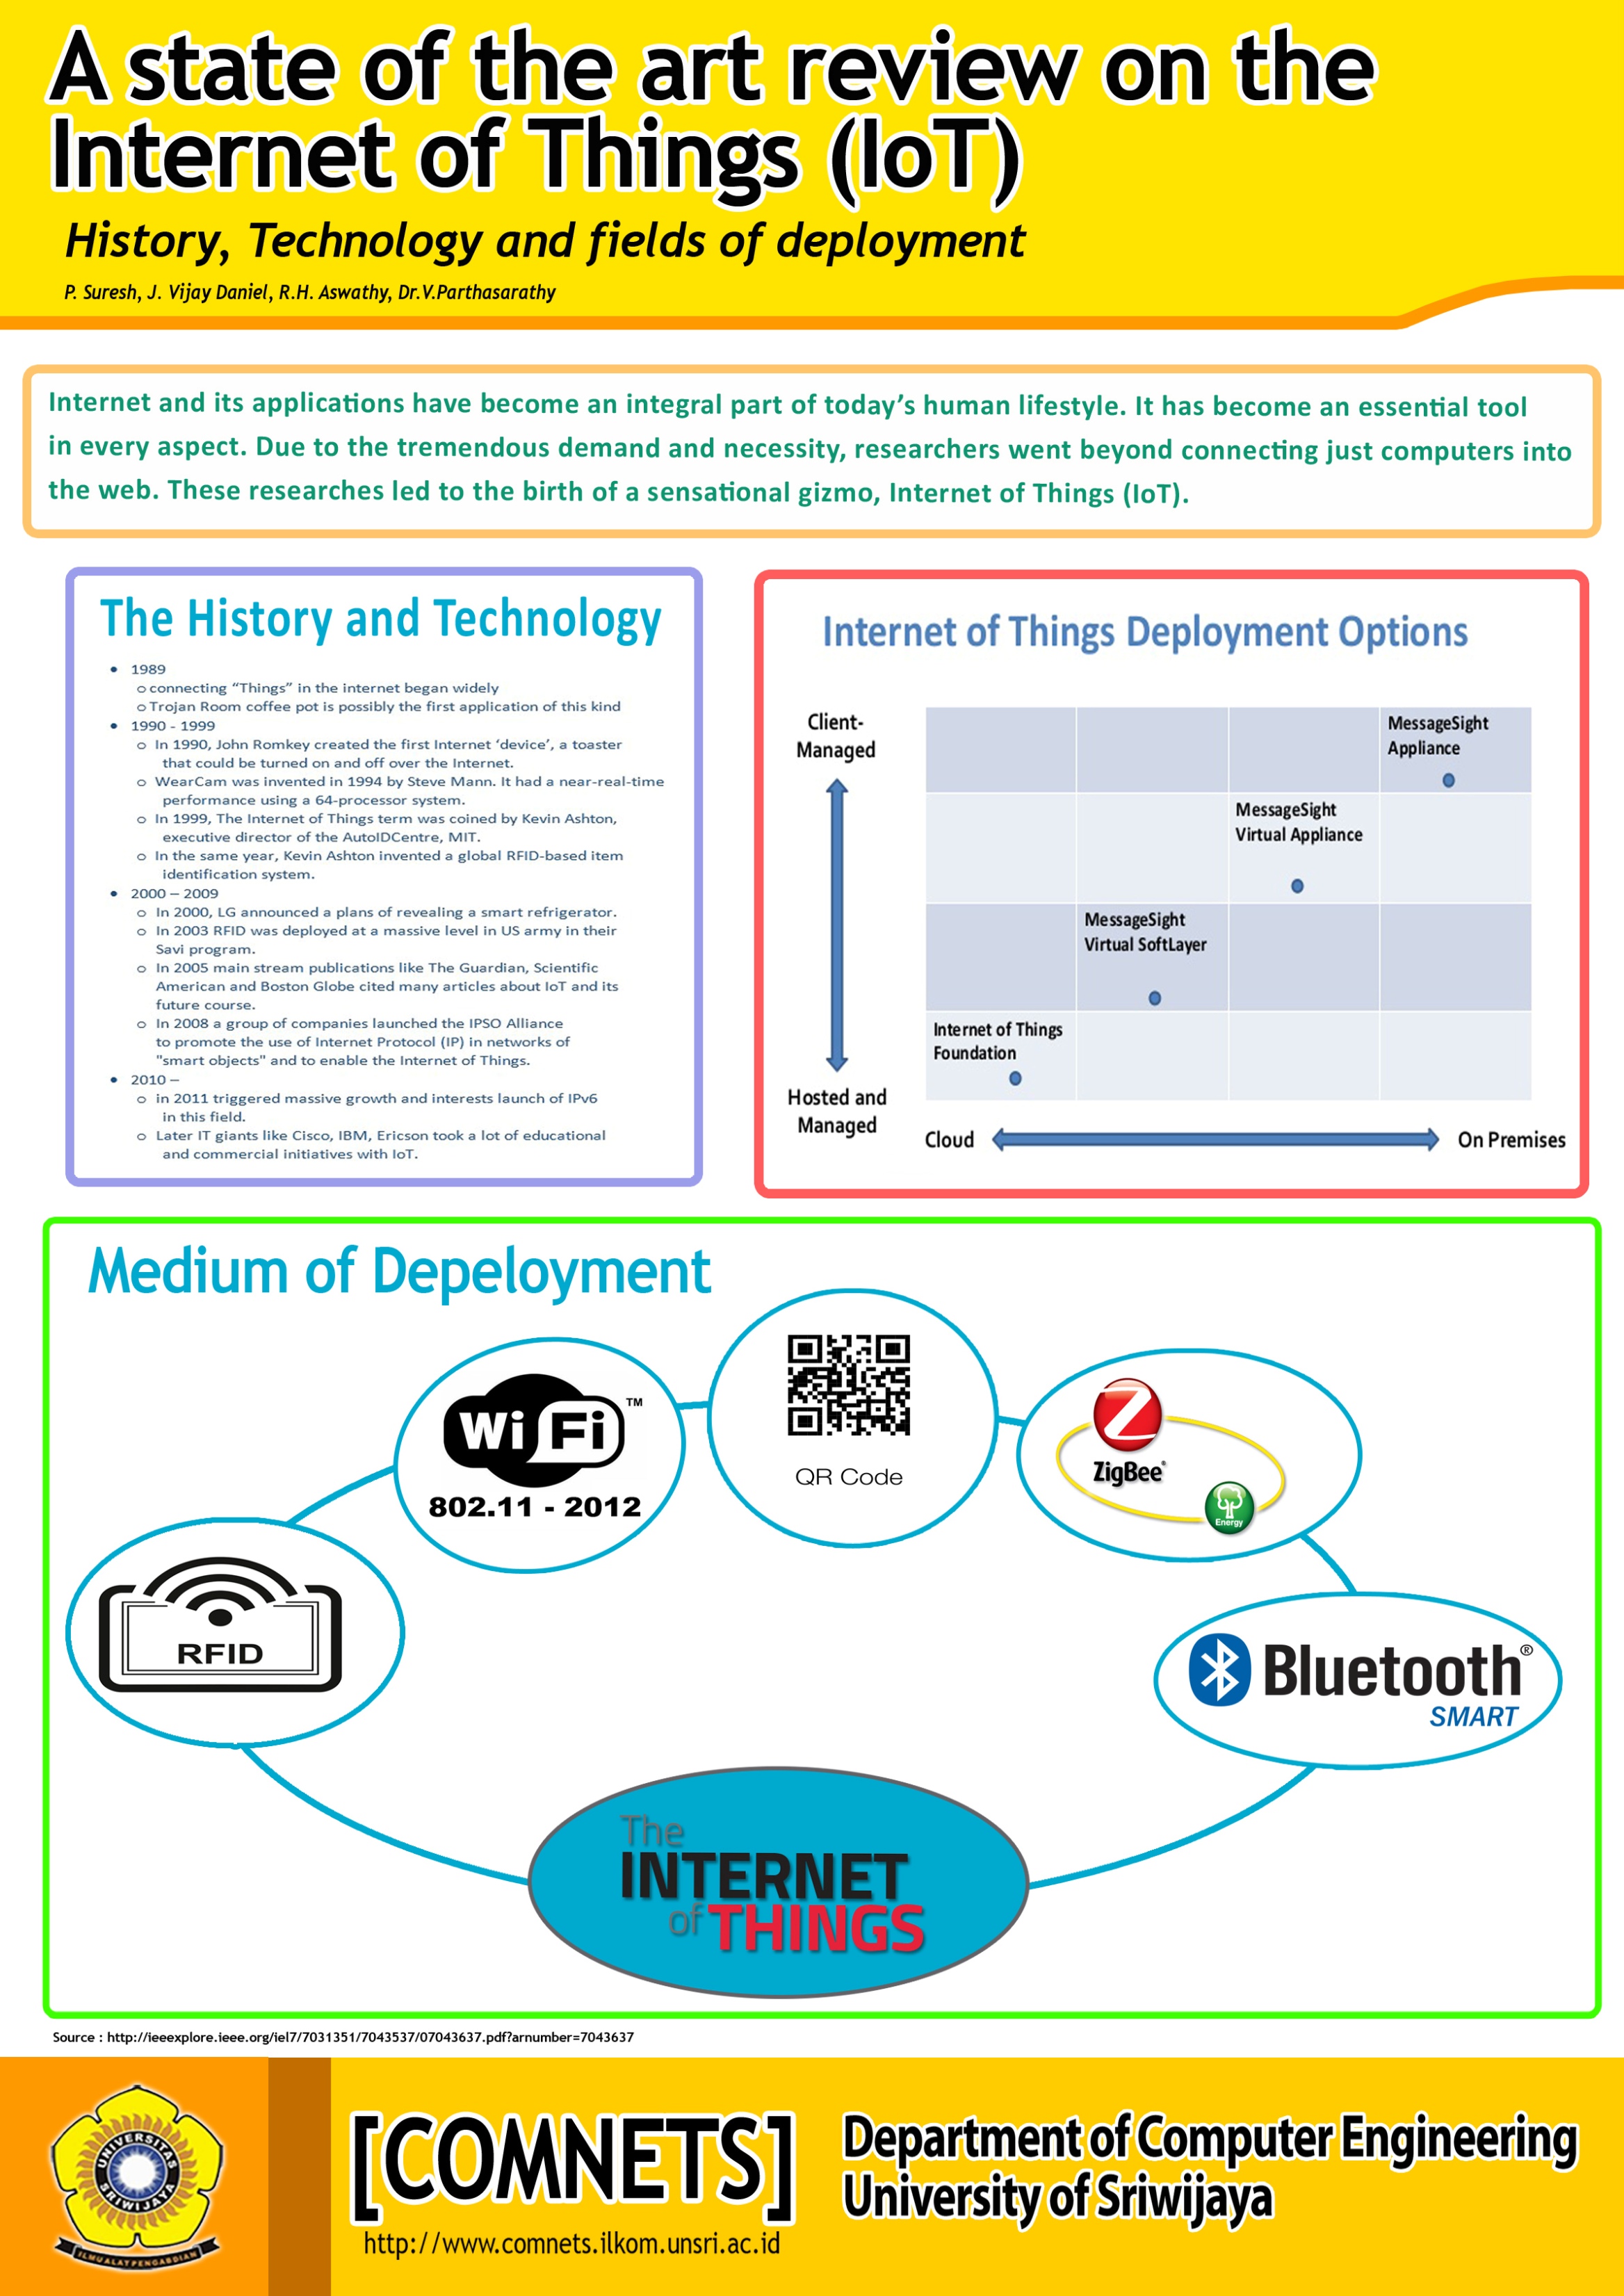 A state of the art review on the
Internet of Things (IoT)
History, Technology and fields of deployment
P. Suresh, J. Vijay Daniel, R.H. Aswathy, Dr.V.Parthasarathy
Internet and its applications have become an integral part of today's human lifestyle. It has become an essential tool
in every aspect. Due to the tremendous demand and necessity, researchers went beyond connecting just computers into
the web. These researches led to the birth of a sensational gizmo, Internet of Things (IoT).
The History and Technology
• 1989
o connecting "Things" in the internet began widely
o Trojan Room coffee pot is possibly the first application of this kind
• 1990 - 1999
o In 1990, John Romkey created the first Internet 'device', a toaster
that could be turned on and off over the Internet.
o WearCam was invented in 1994 by Steve Mann. It had a near-real-time
performance using a 64-processor system.
o In 1999, The Internet of Things term was coined by Kevin Ashton,
executive director of the AutoIDCentre, MIT.
o In the same year, Kevin Ashton invented a global RFID-based item
identification system.
• 2000 – 2009
o In 2000, LG announced a plans of revealing a smart refrigerator.
o In 2003 RFID was deployed at a massive level in US army in their
Savi program.
o In 2005 main stream publications like The Guardian, Scientific
American and Boston Globe cited many articles about IoT and its
future course.
o In 2008 a group of companies launched the IPSO Alliance
to promote the use of Internet Protocol (IP) in networks of
"smart objects" and to enable the Internet of Things.
• 2010 –
o in 2011 triggered massive growth and interests launch of IPv6
in this field.
o Later IT giants like Cisco, IBM, Ericson took a lot of educational
and commercial initiatives with IoT.
Internet of Things Deployment Options
Client-
Managed
MessageSight
Appliance
MessageSight
Virtual Appliance
MessageSight
Virtual SoftLayer
Internet of Things
Foundation
Hosted and
Managed
Cloud
On Premises
Medium of Depeloyment
WiFi™
802.11 - 2012
QR Code
ZigBee®
Energy
RFID
Bluetooth®
SMART
The
INTERNET
of THINGS
Source : http://ieeexplore.ieee.org/iel7/7031351/7043537/07043637.pdf?arnumber=7043637
UNIVERSITAS
SRIWIJAYA
ILMU ALAT PENGABDIAN
[COMNETS]
http://www.comnets.ilkom.unsri.ac.id
Department of Computer Engineering
University of Sriwijaya